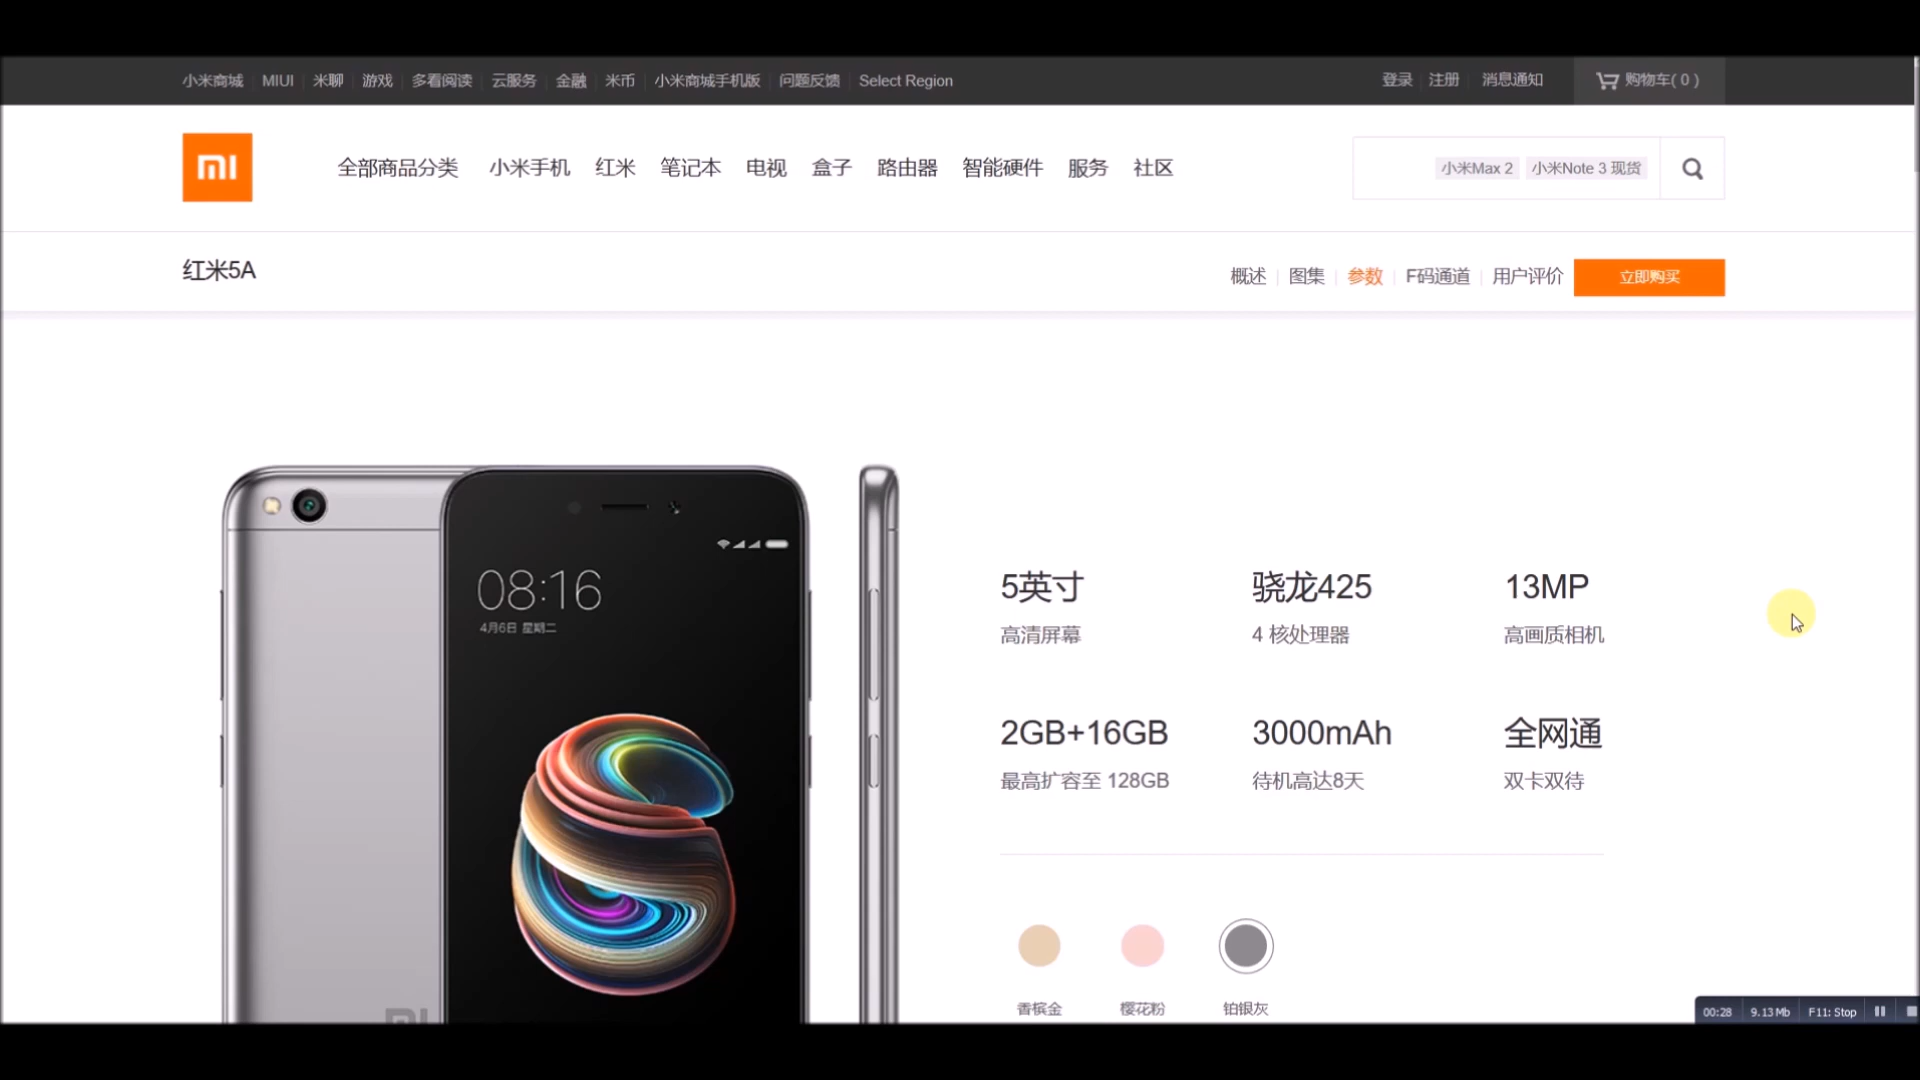 小米商城 MIUI 米聊 游戏 多看阅读 云服务 金融 米币 小米商城手机版 问题反馈 Select Region 登录 注册 消息通知 购物车( 0 )
MI 全部商品分类 小米手机 红米 笔记本 电视 盒子 路由器 智能硬件 服务 社区 小米Max 2 小米Note 3 现货
红米5A 概述 图集 参数 F码通道 用户评价 立即购买
08:16
4月6日 星期二
5英寸 骁龙425 13MP
高清屏幕 4 核处理器 高画质相机
2GB+16GB 3000mAh 全网通
最高扩容至 128GB 待机高达8天 双卡双待
香槟金 樱花粉 铂银灰
MI
00:28 9.13 Mb F11: Stop